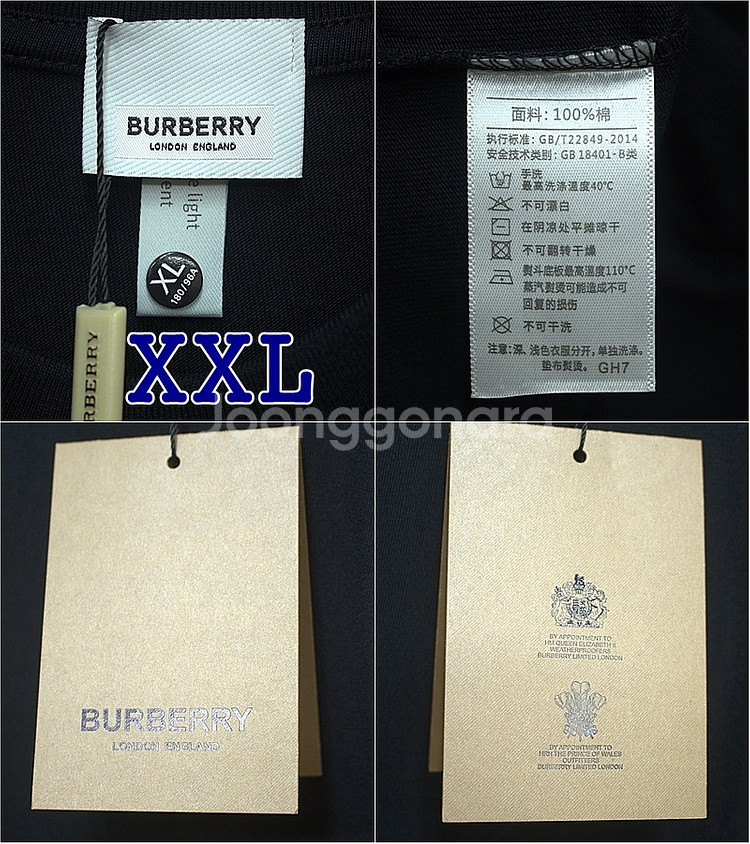 BURBERRY
LONDON ENGLAND
e light
ent
XL
180/96A
RBERRY
XXL
面料: 100%棉
执行标准: GB/T22849-2014
安全技术类别: GB 18401-B类
手洗
最高洗涤温度40℃
不可漂白
在阴凉处平摊晾干
不可翻转干燥
熨斗底板最高温度110℃
蒸汽熨烫可能造成不可
回复的损伤
不可干洗
注意: 深、浅色衣服分开, 单独洗涤。
垫布熨烫。 GH7
Joonggonara
BURBERRY
LONDON ENGLAND
BY APPOINTMENT TO
HM QUEEN ELIZABETH II
WEATHERPROOFERS
BURBERRY LIMITED LONDON
BY APPOINTMENT TO
HRH THE PRINCE OF WALES
OUTFITTERS
BURBERRY LIMITED LONDON